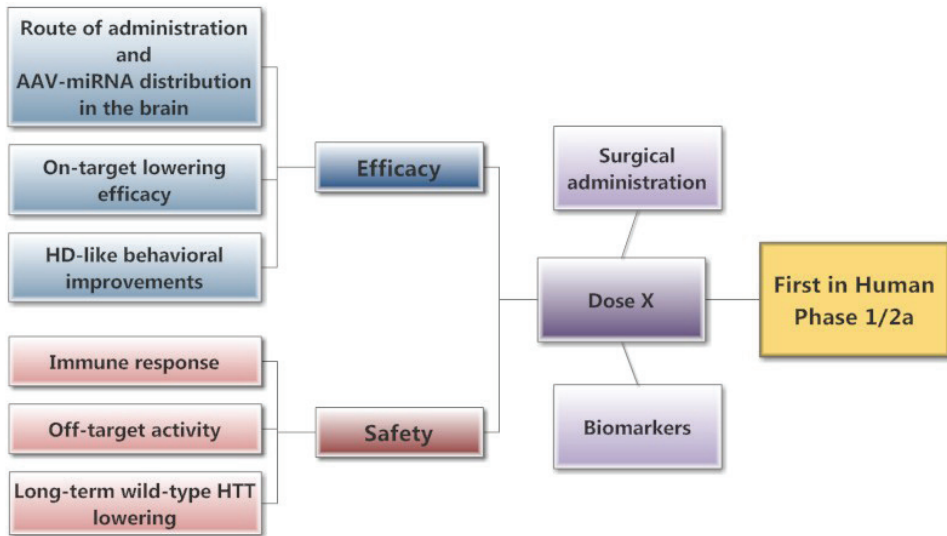 Route of administration
and
AAV-miRNA distribution
in the brain
On-target lowering
efficacy
HD-like behavioral
improvements
Efficacy
Immune response
Off-target activity
Long-term wild-type HTT
lowering
Safety
Surgical
administration
Dose X
Biomarkers
First in Human
Phase 1/2a